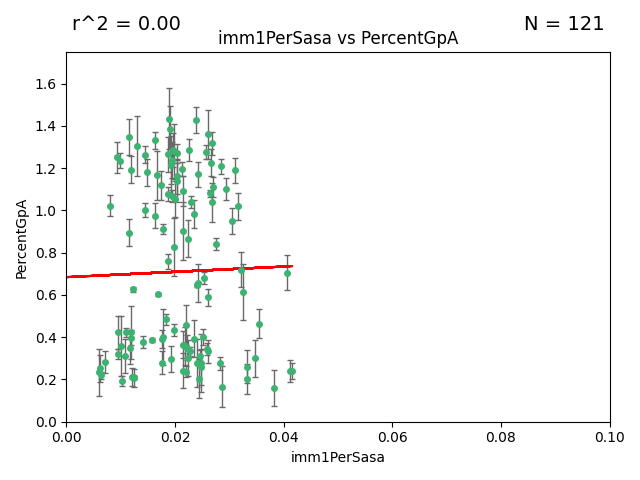 r^2 = 0.00
N = 121
imm1PerSasa vs PercentGpA
1.6
1.4
1.2
1.0
0.8
0.6
0.4
0.2
0.0
PercentGpA
0.00 0.02 0.04 0.06 0.08 0.10
imm1PerSasa